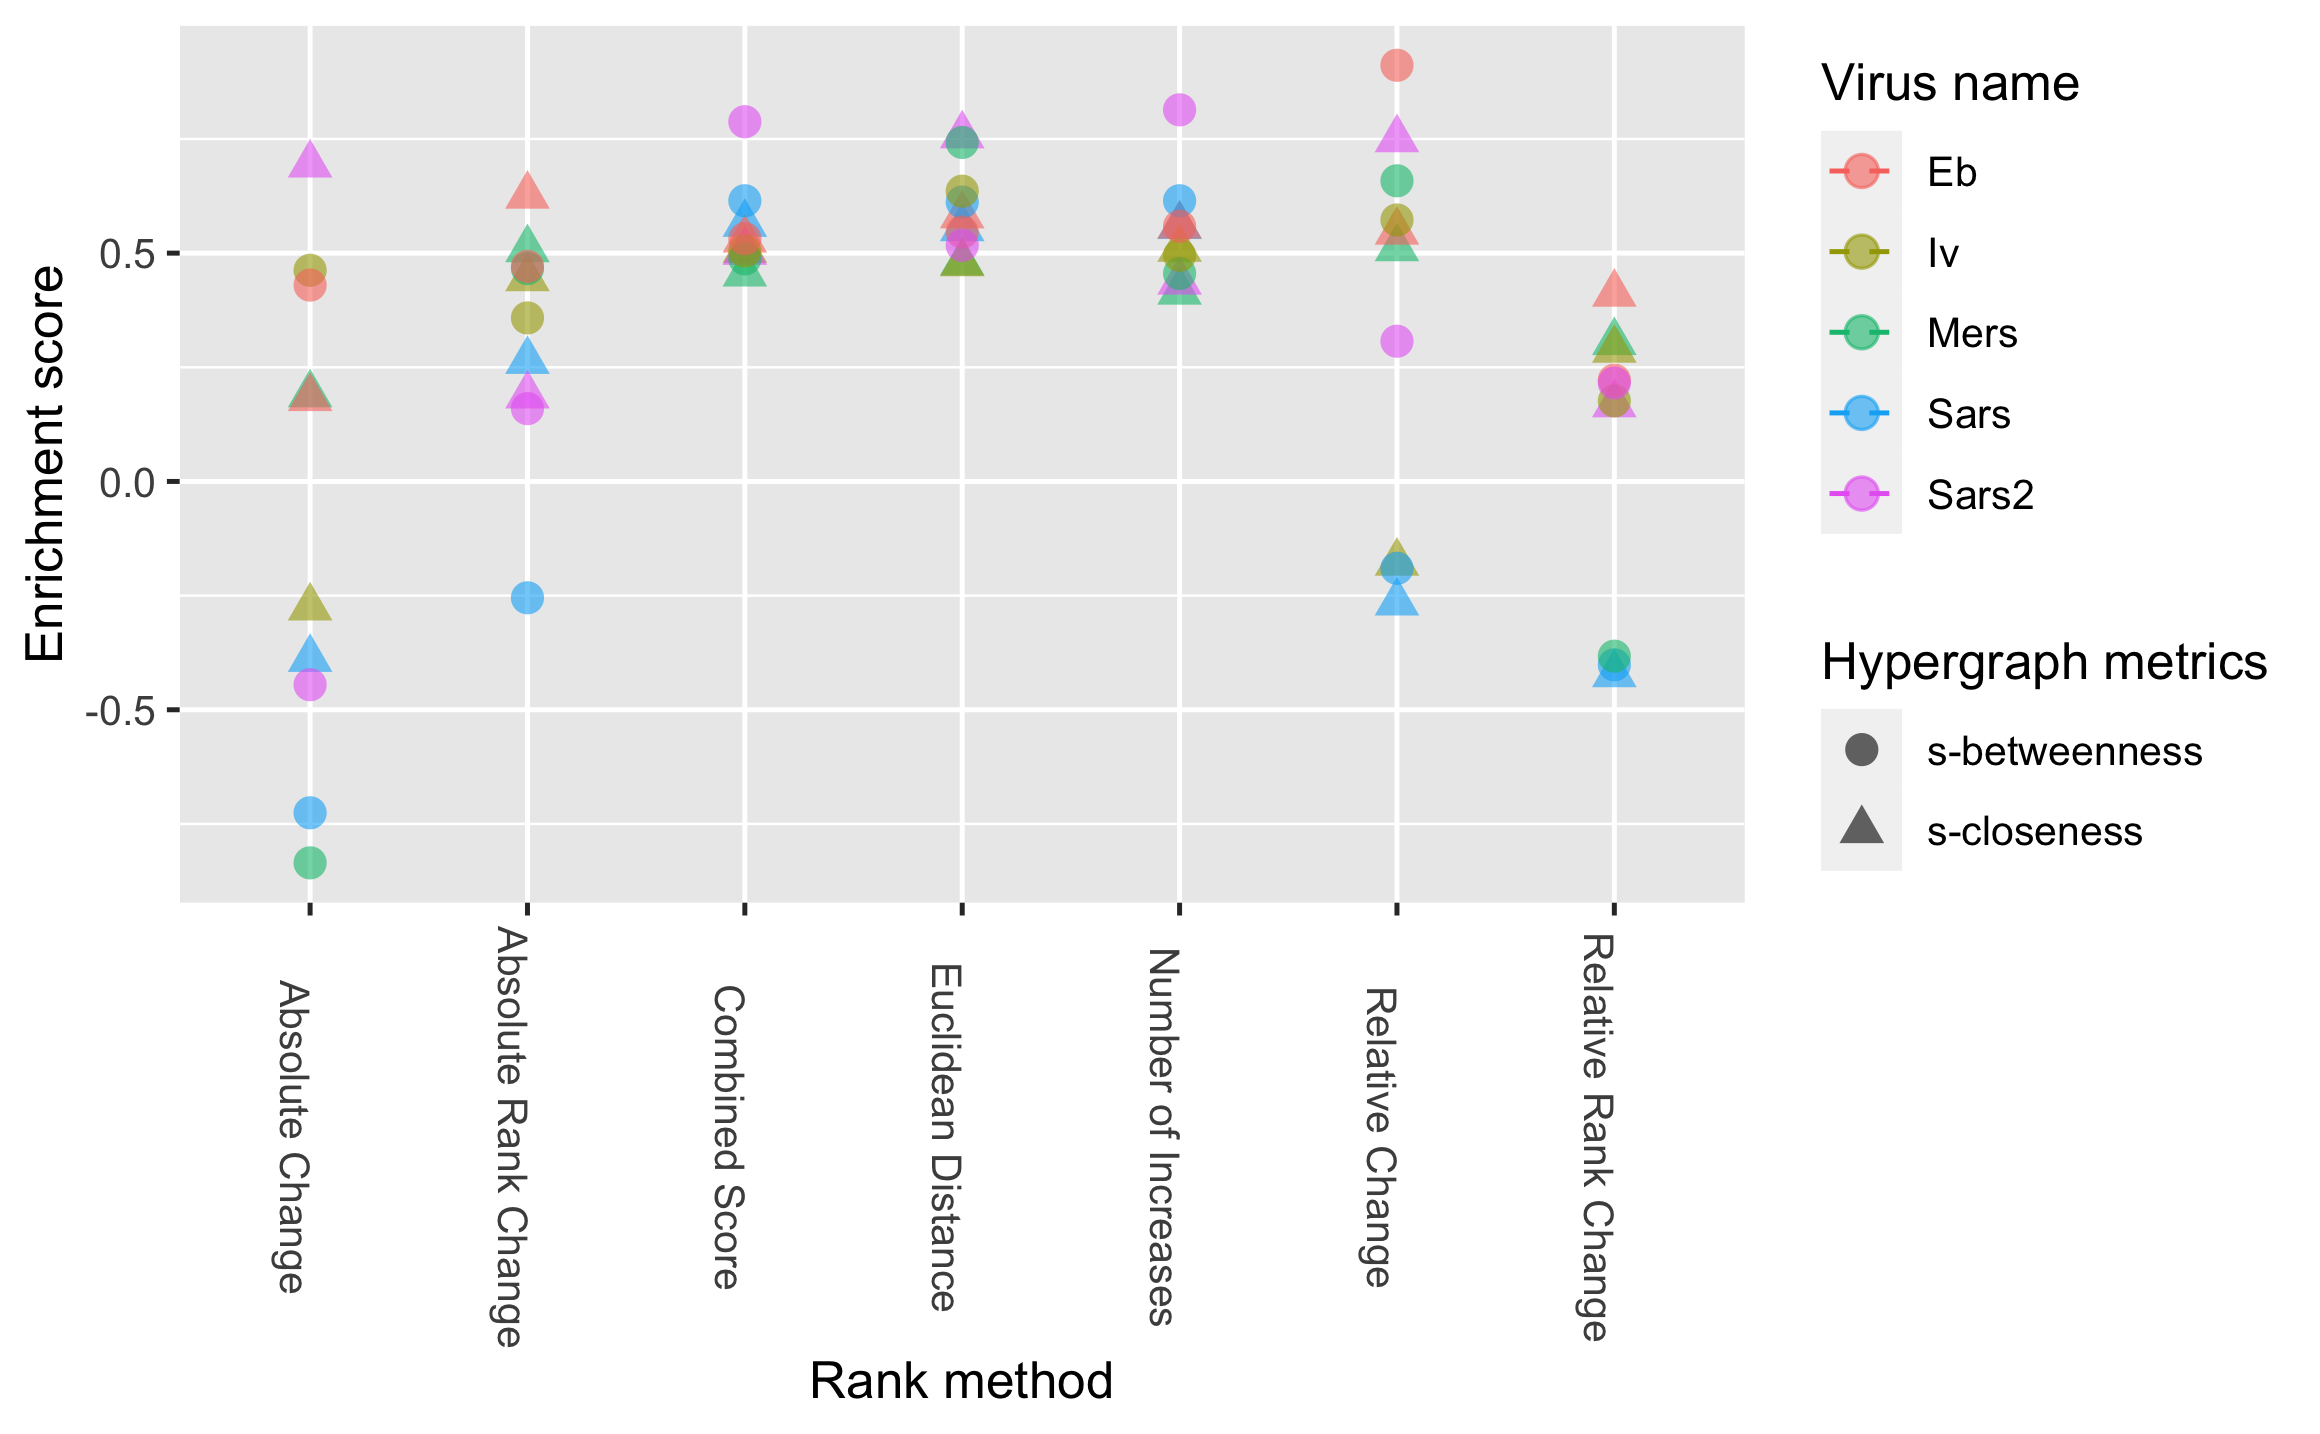 Enrichment score
0.5
0.0
-0.5
Absolute Change
Absolute Rank Change
Combined Score
Euclidean Distance
Number of Increases
Relative Change
Relative Rank Change
Rank method
Virus name
Eb
Iv
Mers
Sars
Sars2
Hypergraph metrics
s-betweenness
s-closeness